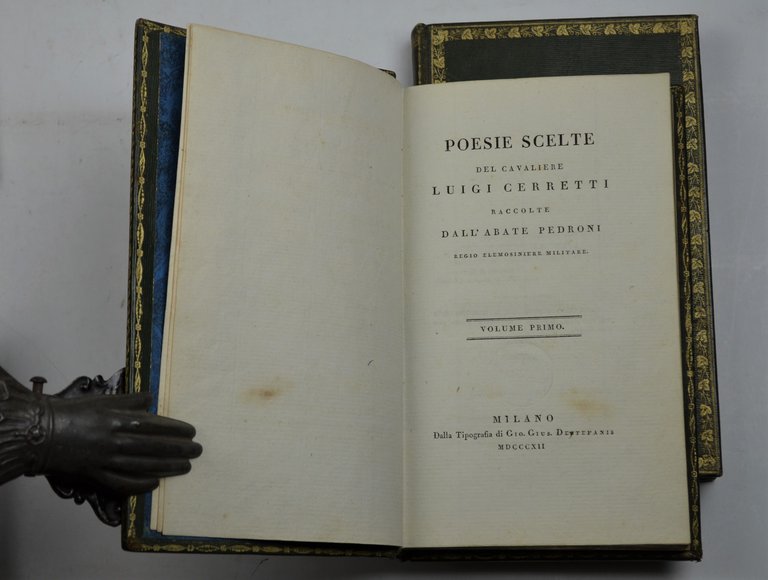 POESIE SCELTE
DEL CAVALIERE
LUIGI CERRETTI
RACCOLTE
DALL' ABATE PEDRONI
REGIO ELEMOSINIERE MILITARE.
VOLUME PRIMO.
MILANO
Dalla Tipografia di GIO. GIUS. DESTEFANIS
MDCCCXII